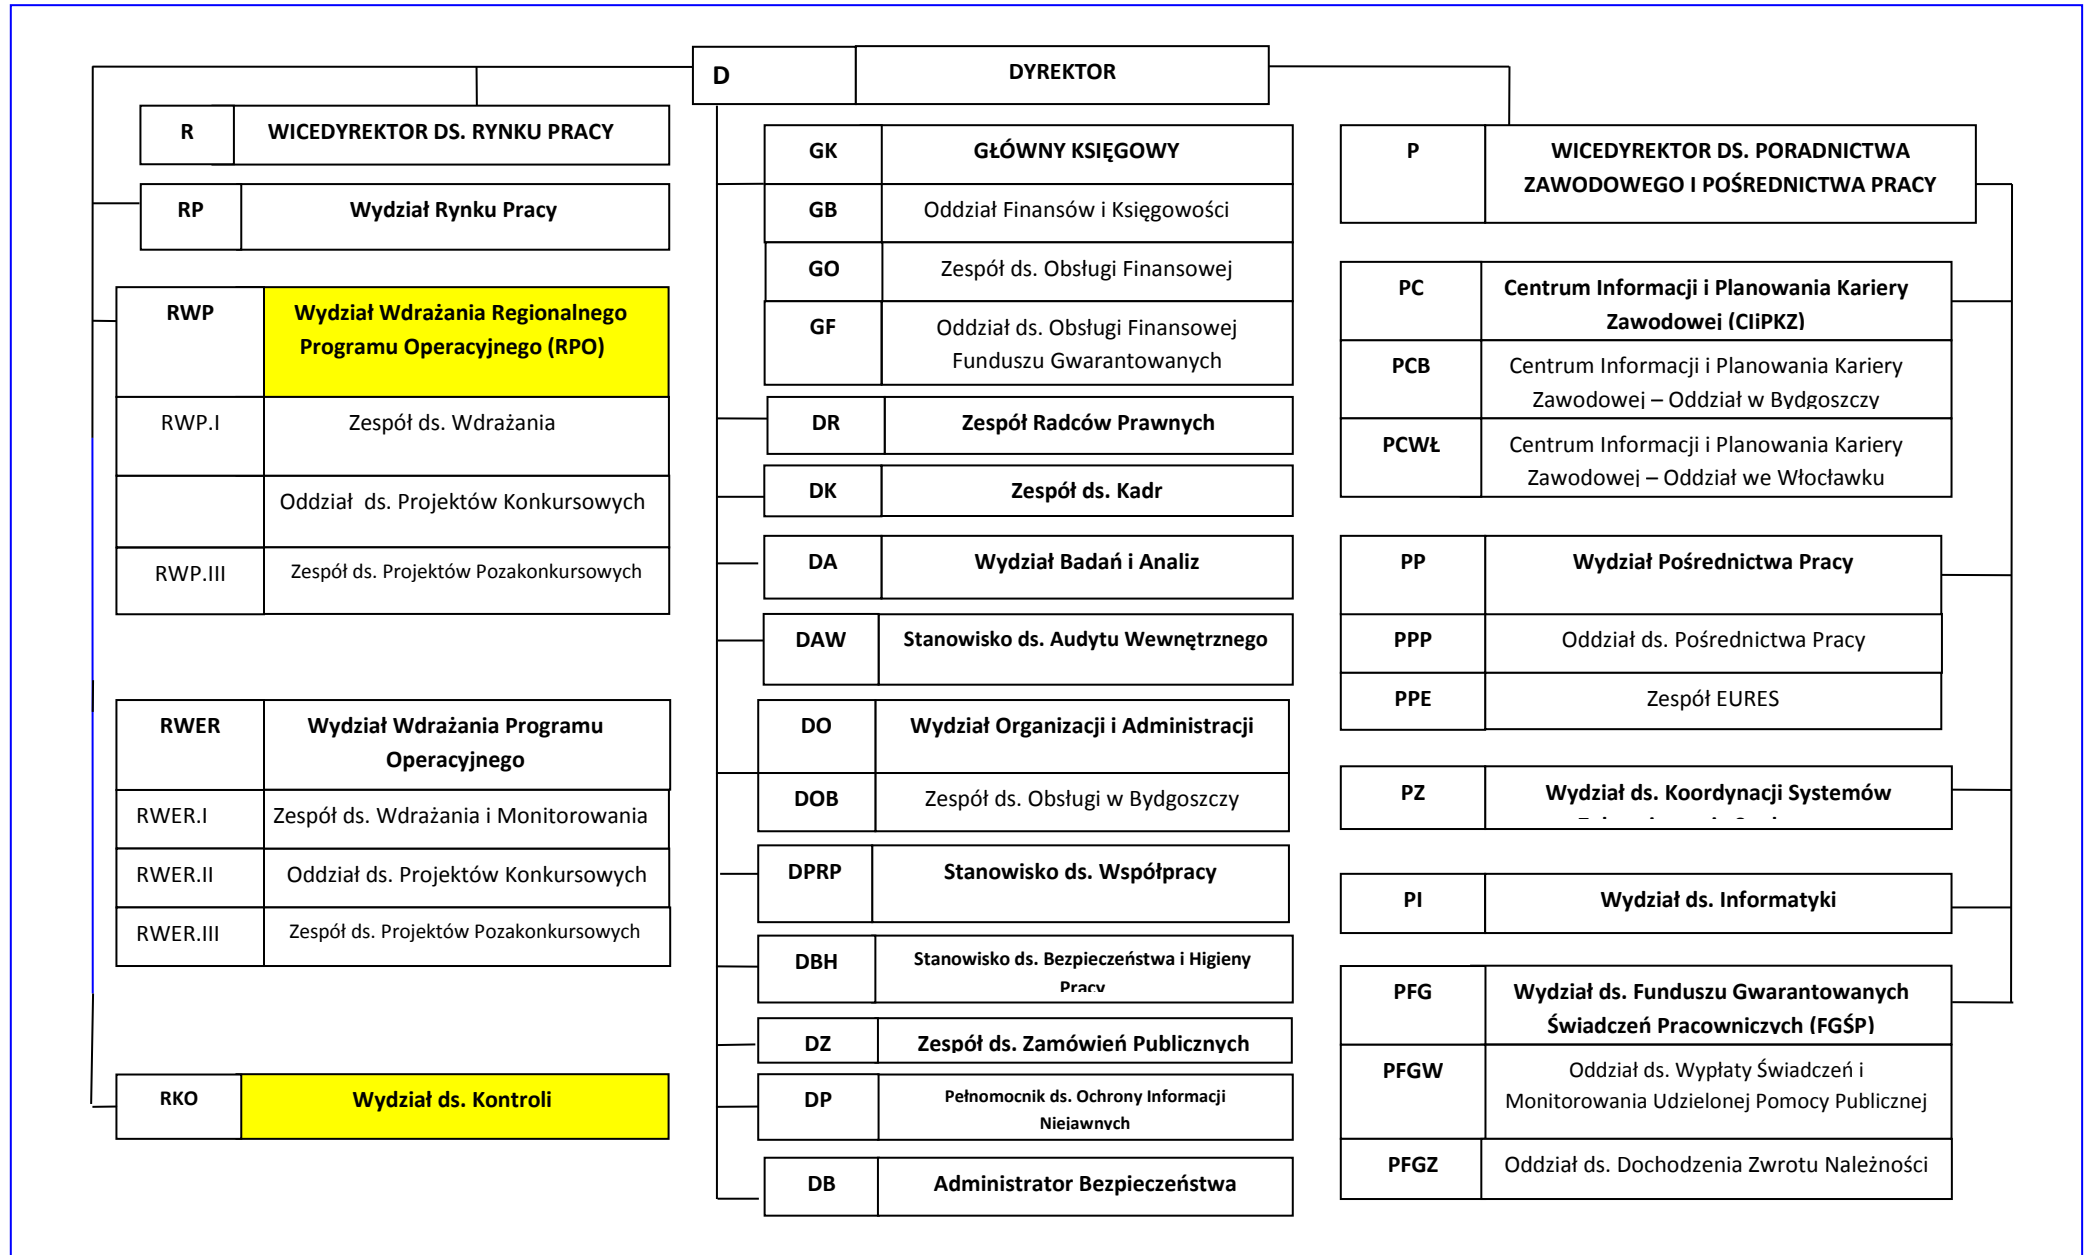 D DYREKTOR
R WICEDYREKTOR DS. RYNKU PRACY
RP Wydział Rynku Pracy
RWP Wydział Wdrażania Regionalnego
Programu Operacyjnego (RPO)
RWP.I Zespół ds. Wdrażania
Oddział ds. Projektów Konkursowych
RWP.III Zespół ds. Projektów Pozakonkursowych
RWER Wydział Wdrażania Programu
Operacyjnego
RWER.I Zespół ds. Wdrażania i Monitorowania
RWER.II Oddział ds. Projektów Konkursowych
RWER.III Zespół ds. Projektów Pozakonkursowych
RKO Wydział ds. Kontroli
GK GŁÓWNY KSIĘGOWY
GB Oddział Finansów i Księgowości
GO Zespół ds. Obsługi Finansowej
GF Oddział ds. Obsługi Finansowej
Funduszu Gwarantowanych
DR Zespół Radców Prawnych
DK Zespół ds. Kadr
DA Wydział Badań i Analiz
DAW Stanowisko ds. Audytu Wewnętrznego
DO Wydział Organizacji i Administracji
DOB Zespół ds. Obsługi w Bydgoszczy
DPRP Stanowisko ds. Współpracy
DBH Stanowisko ds. Bezpieczeństwa i Higieny
Pracy
DZ Zespół ds. Zamówień Publicznych
DP Pełnomocnik ds. Ochrony Informacji
Niejawnych
DB Administrator Bezpieczeństwa
P WICEDYREKTOR DS. PORADNICTWA
ZAWODOWEGO I POŚREDNICTWA PRACY
PC Centrum Informacji i Planowania Kariery
Zawodowej (CIiPKZ)
PCB Centrum Informacji i Planowania Kariery
Zawodowej – Oddział w Bydgoszczy
PCWŁ Centrum Informacji i Planowania Kariery
Zawodowej – Oddział we Włocławku
PP Wydział Pośrednictwa Pracy
PPP Oddział ds. Pośrednictwa Pracy
PPE Zespół EURES
PZ Wydział ds. Koordynacji Systemów
PI Wydział ds. Informatyki
PFG Wydział ds. Funduszu Gwarantowanych
Świadczeń Pracowniczych (FGŚP)
PFGW Oddział ds. Wypłaty Świadczeń i
Monitorowania Udzielonej Pomocy Publicznej
PFGZ Oddział ds. Dochodzenia Zwrotu Należności